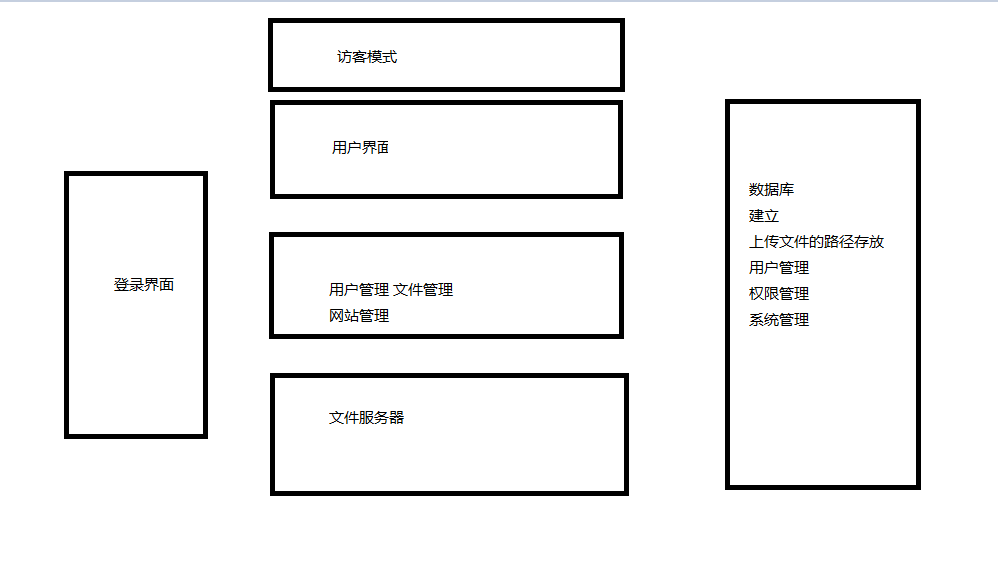 访客模式
用户界面
登录界面
用户管理 文件管理
网站管理
文件服务器
数据库
建立
上传文件的路径存放
用户管理
权限管理
系统管理